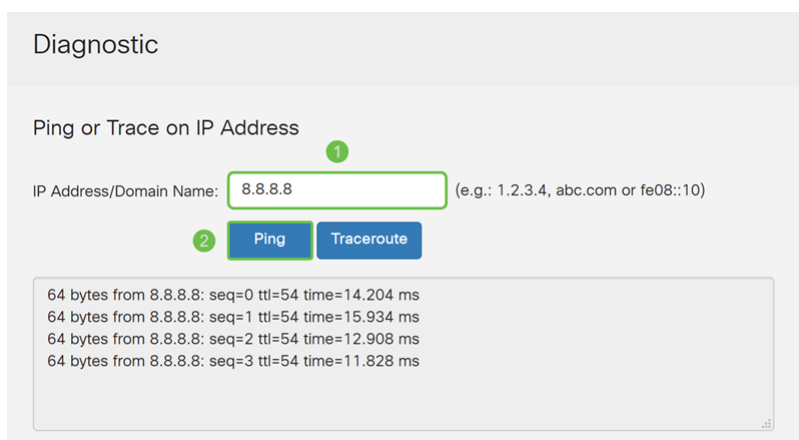 Diagnostic
Ping or Trace on IP Address
1
IP Address/Domain Name: 8.8.8.8 (e.g.: 1.2.3.4, abc.com or fe08::10)
2 Ping Traceroute
64 bytes from 8.8.8.8: seq=0 ttl=54 time=14.204 ms
64 bytes from 8.8.8.8: seq=1 ttl=54 time=15.934 ms
64 bytes from 8.8.8.8: seq=2 ttl=54 time=12.908 ms
64 bytes from 8.8.8.8: seq=3 ttl=54 time=11.828 ms